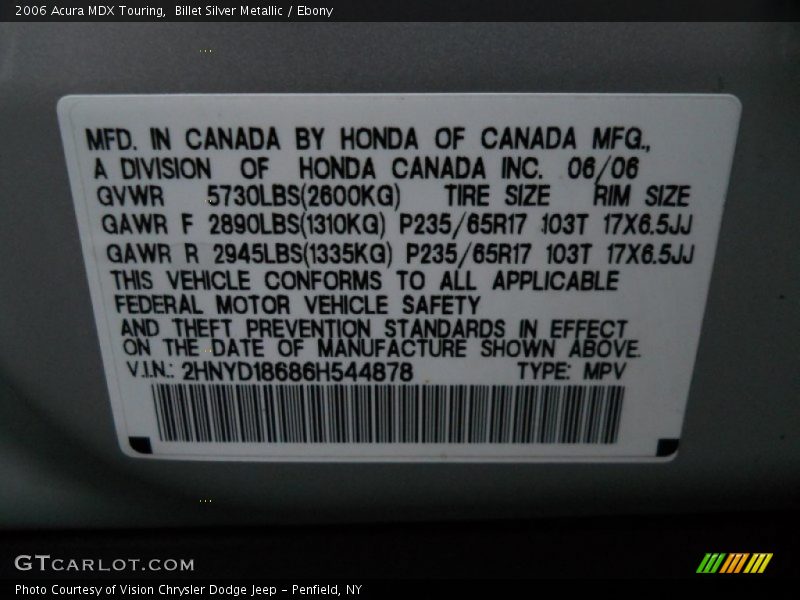 2006 Acura MDX Touring,  Billet Silver Metallic / Ebony
MFD. IN CANADA BY HONDA OF CANADA MFG.,
A DIVISION OF HONDA CANADA INC. 06/06
GVWR 5730LBS(2600KG) TIRE SIZE RIM SIZE
GAWR F 2890LBS(1310KG) P235/65R17 103T 17X6.5JJ
GAWR R 2945LBS(1335KG) P235/65R17 103T 17X6.5JJ
THIS VEHICLE CONFORMS TO ALL APPLICABLE
FEDERAL MOTOR VEHICLE SAFETY
AND THEFT PREVENTION STANDARDS IN EFFECT
ON THE DATE OF MANUFACTURE SHOWN ABOVE.
V.I.N.: 2HNYD18686H544878 TYPE: MPV
GTCARLOT.COM
Photo Courtesy of Vision Chrysler Dodge Jeep - Penfield, NY